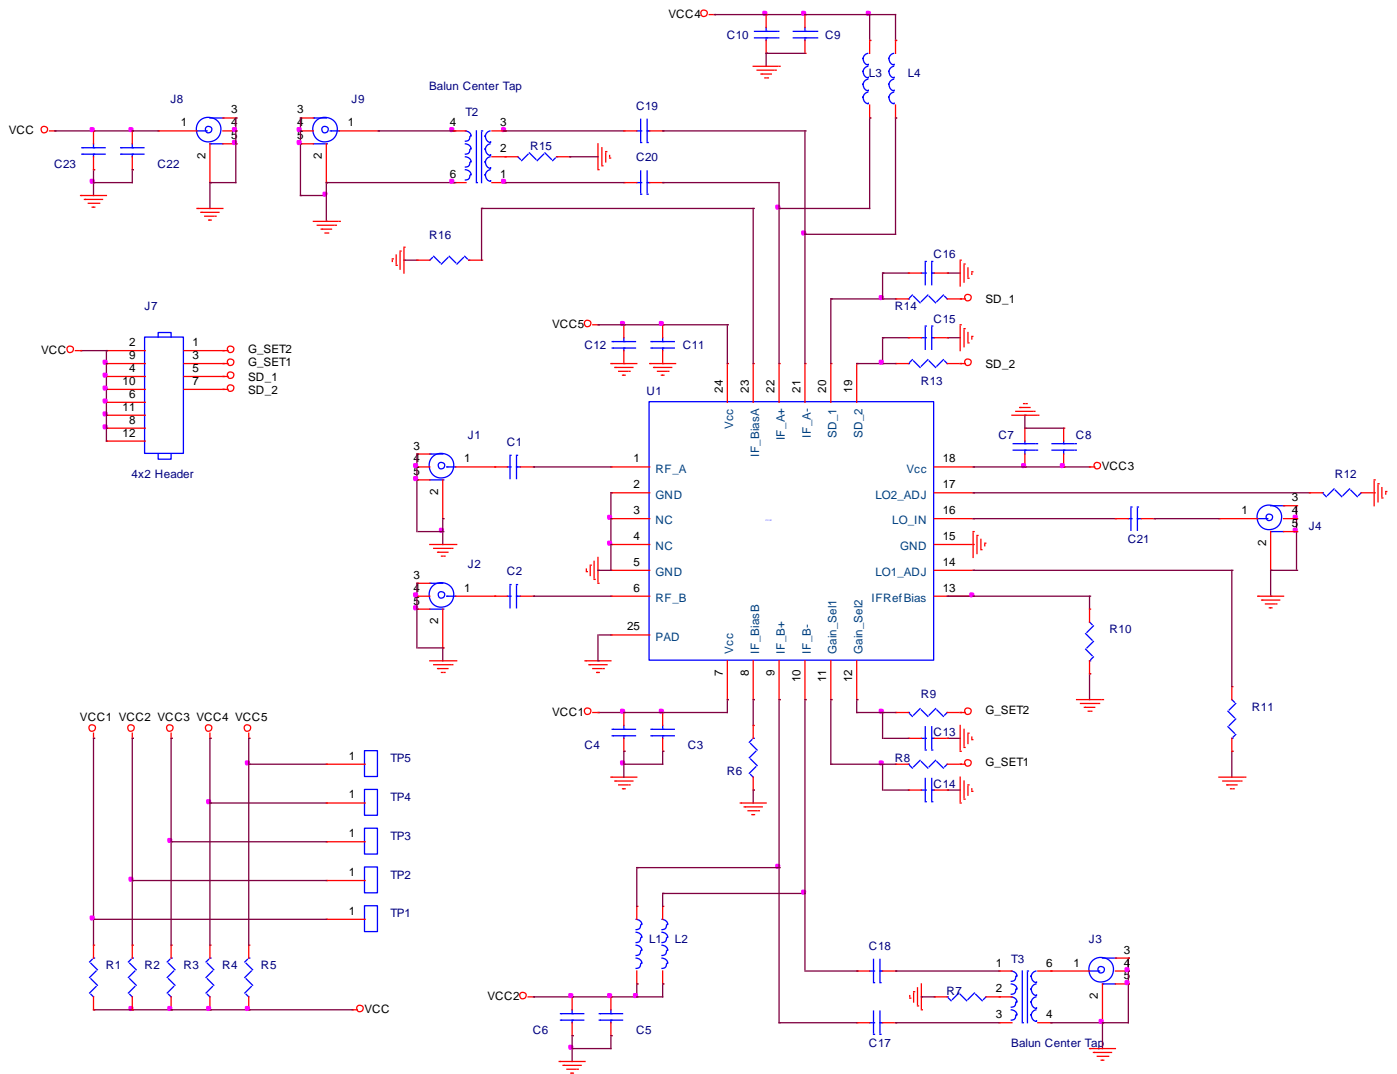 VCC4
C10
C9
L3
L4
Balun Center Tap
J8
J9
T2
C19
VCC
1
3
4
5
2
C23
C22
3
4
5
1
2
4
6
3
2
1
R15
C20
R16
C16
R14
SD_1
C15
R13
SD_2
J7
VCC
2
9
4
10
6
11
8
12
1
3
5
7
G_SET2
G_SET1
SD_1
SD_2
4x2 Header
VCC5
C12
C11
24
23
22
21
20
19
U1
Vcc
IF_BiasA
IF_A+
IF_A-
SD_1
SD_2
J1
C1
3
4
5
1
2
1
RF_A
2
GND
3
NC
4
NC
5
GND
6
RF_B
25
PAD
J2
C2
3
4
5
1
2
Vcc
18
LO2_ADJ
17
LO_IN
16
GND
15
LO1_ADJ
14
IFRefBias
13
C7
C8
VCC3
R12
C21
1
3
4
5
2
J4
R10
R11
Vcc
IF_BiasB
IF_B+
IF_B-
Gain_Sel1
Gain_Sel2
7
8
9
10
11
12
VCC1
C4
C3
R6
R9
G_SET2
C13
R8
G_SET1
C14
VCC1
VCC2
VCC3
VCC4
VCC5
1
TP5
1
TP4
1
TP3
1
TP2
1
TP1
R1
R2
R3
R4
R5
VCC
L1
L2
VCC2
C6
C5
C18
C17
R7
T3
1
2
3
6
4
J3
1
3
4
5
2
Balun Center Tap